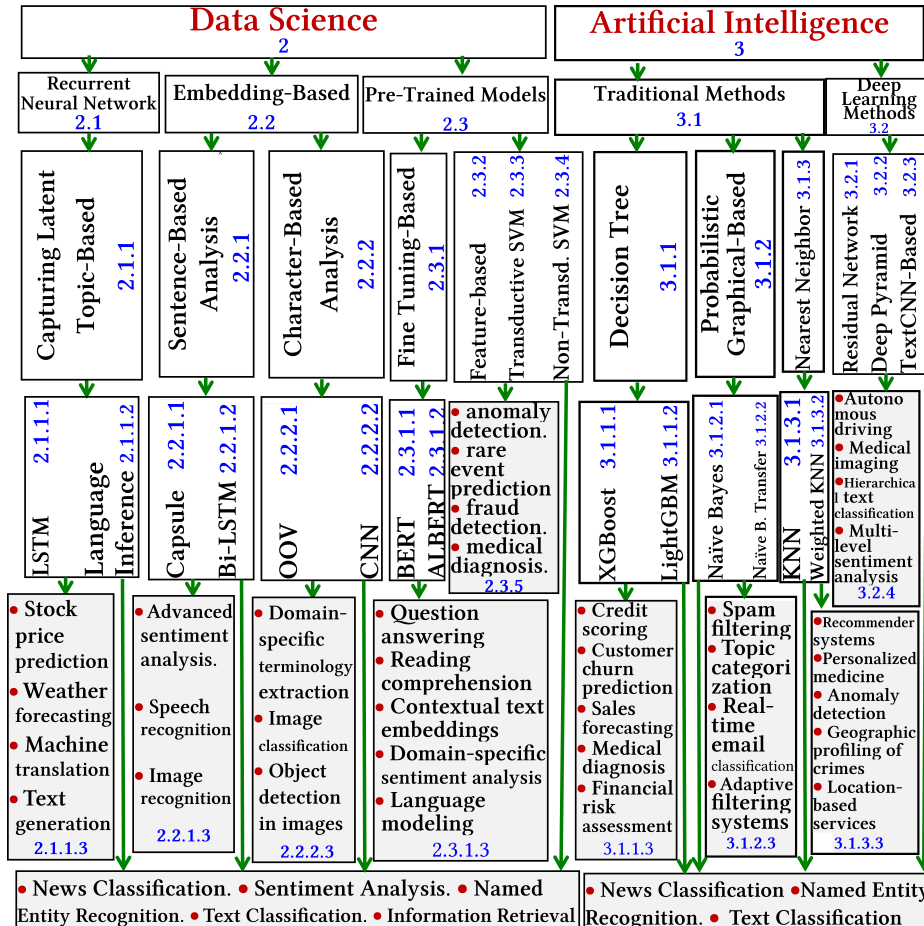 Data Science
2
Artificial Intelligence
3
Recurrent
Neural Network
2.1
Embedding-Based
2.2
Pre-Trained Models
2.3
Traditional Methods
3.1
Deep
Learning
Methods
3.2
Capturing Latent
Topic-Based
2.1.1
Sentence-Based
Analysis
2.2.1
Character-Based
Analysis
2.2.2
Fine Tuning-Based
2.3.1
Feature-based 2.3.2
Transductive SVM 2.3.3
Non-Transd. SVM 2.3.4
Decision Tree
3.1.1
Probabilistic
Graphical-Based
3.1.2
Nearest Neighbor 3.1.3
Residual Network 3.2.1
Deep Pyramid 3.2.2
TextCNN-Based 3.2.3
LSTM 2.1.1.1
Language
Inference 2.1.1.2
Capsule 2.2.1.1
Bi-LSTM 2.2.1.2
OOV 2.2.2.1
CNN 2.2.2.2
BERT 2.3.1.1
ALBERT 2.3.1.2
• anomaly
detection.
• rare
event
prediction
• fraud
detection.
• medical
diagnosis.
2.3.5
XGBoost 3.1.1.1
LightGBM 3.1.1.2
Naïve Bayes 3.1.2.1
Naïve B. Transfer 3.1.2.2
KNN 3.1.3.1
Weighted KNN 3.1.3.2
• Autono
mous
driving
• Medical
imaging
• Hierarchica
l text
classification
• Multi-
level
sentiment
analysis
3.2.4
• Stock
price
prediction
• Weather
forecasting
• Machine
translation
• Text
generation
2.1.1.3
• Advanced
sentiment
analysis.
• Speech
recognition
• Image
recognition
2.2.1.3
• Domain-
specific
terminology
extraction
• Image
classification
• Object
detection
in images
2.2.2.3
• Question
answering
• Reading
comprehension
• Contextual text
embeddings
• Domain-specific
sentiment analysis
• Language
modeling
2.3.1.3
• Credit
scoring
• Customer
churn
prediction
• Sales
forecasting
• Medical
diagnosis
• Financial
risk
assessment
3.1.1.3
• Spam
filtering
• Topic
categori
zation
• Real-
time
email
classification
• Adaptive
filtering
systems
3.1.2.3
• Recommender
systems
• Personalized
medicine
• Anomaly
detection
• Geographic
profiling of
crimes
• Location-
based
services
3.1.3.3
• News Classification. • Sentiment Analysis. • Named
Entity Recognition. • Text Classification. • Information Retrieval
• News Classification • Named Entity
Recognition. • Text Classification